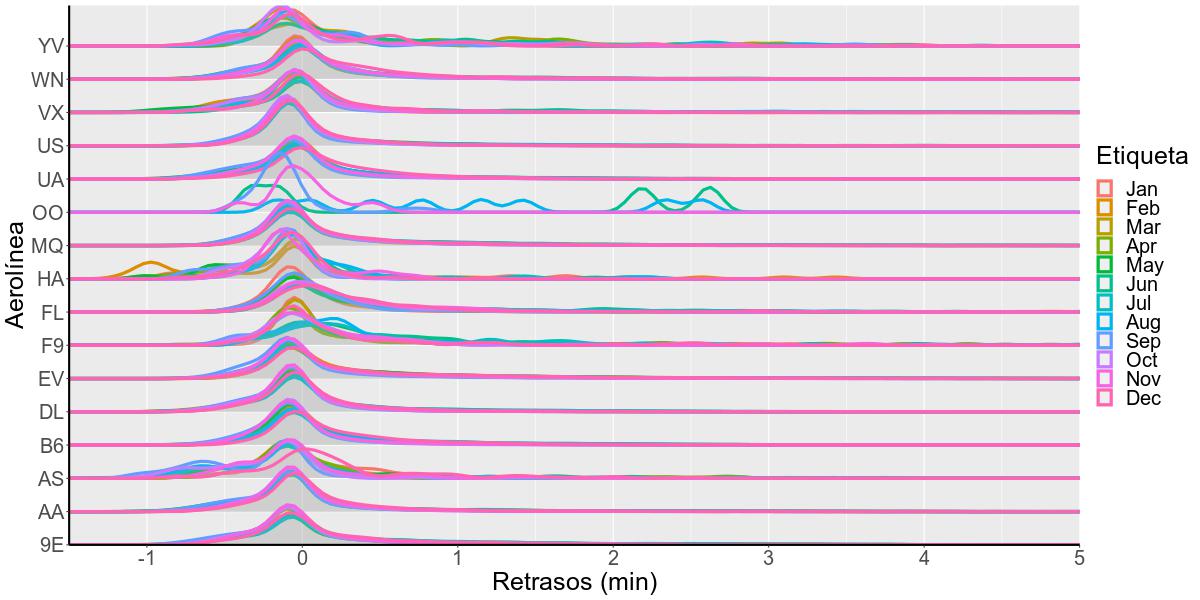 YV
WN
VX
US
UA
OO
MQ
HA
FL
F9
EV
DL
B6
AS
AA
9E
Aerolínea
-1 0 1 2 3 4 5
Retrasos (min)
Etiqueta
Jan
Feb
Mar
Apr
May
Jun
Jul
Aug
Sep
Oct
Nov
Dec